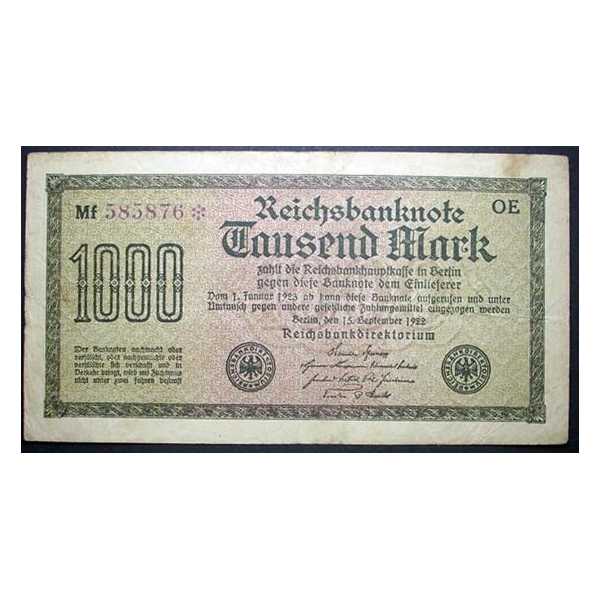 Mf 585876 *
OE
Reichsbanknote
1000
Tausend Mark
zahlt die Reichsbankhauptkasse in Berlin
gegen diese Banknote dem Einlieferer
Vom 1. Januar 1923 ab kann diese Banknote aufgerufen und unter
Umtausch gegen andere gesetzliche Zahlungsmittel eingezogen werden
Berlin, den 15. September 1922
Reichsbankdirektorium
Wer Banknoten nachmacht oder
verfälscht, oder nachgemachte oder
verfälschte sich verschafft und in
Verkehr bringt, wird mit Zuchthaus
nicht unter zwei Jahren bestraft